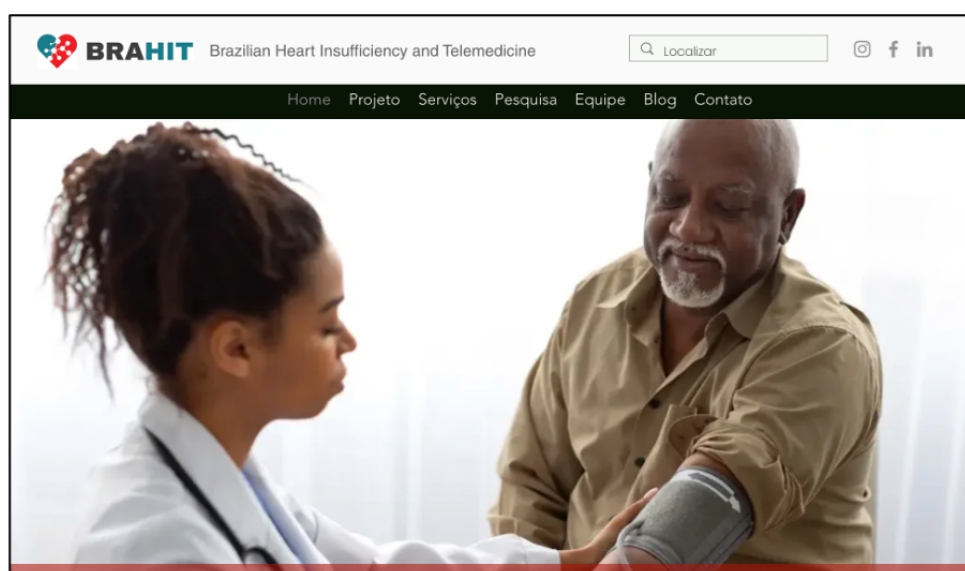 BRAHIT Brazilian Heart Insufficiency and Telemedicine Localizar
Home Projeto Serviços Pesquisa Equipe Blog Contato